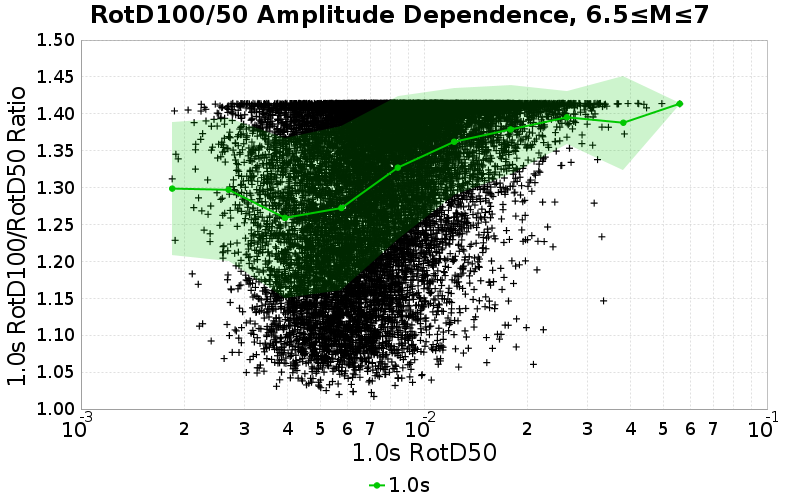 RotD100/50 Amplitude Dependence, 6.5≤M≤7
1.0s RotD100/RotD50 Ratio
1.50
1.45
1.40
1.35
1.30
1.25
1.20
1.15
1.10
1.05
1.00
10-3 2 3 4 5 6 7 10-2 2 3 4 5 6 7 10-1
1.0s RotD50
1.0s